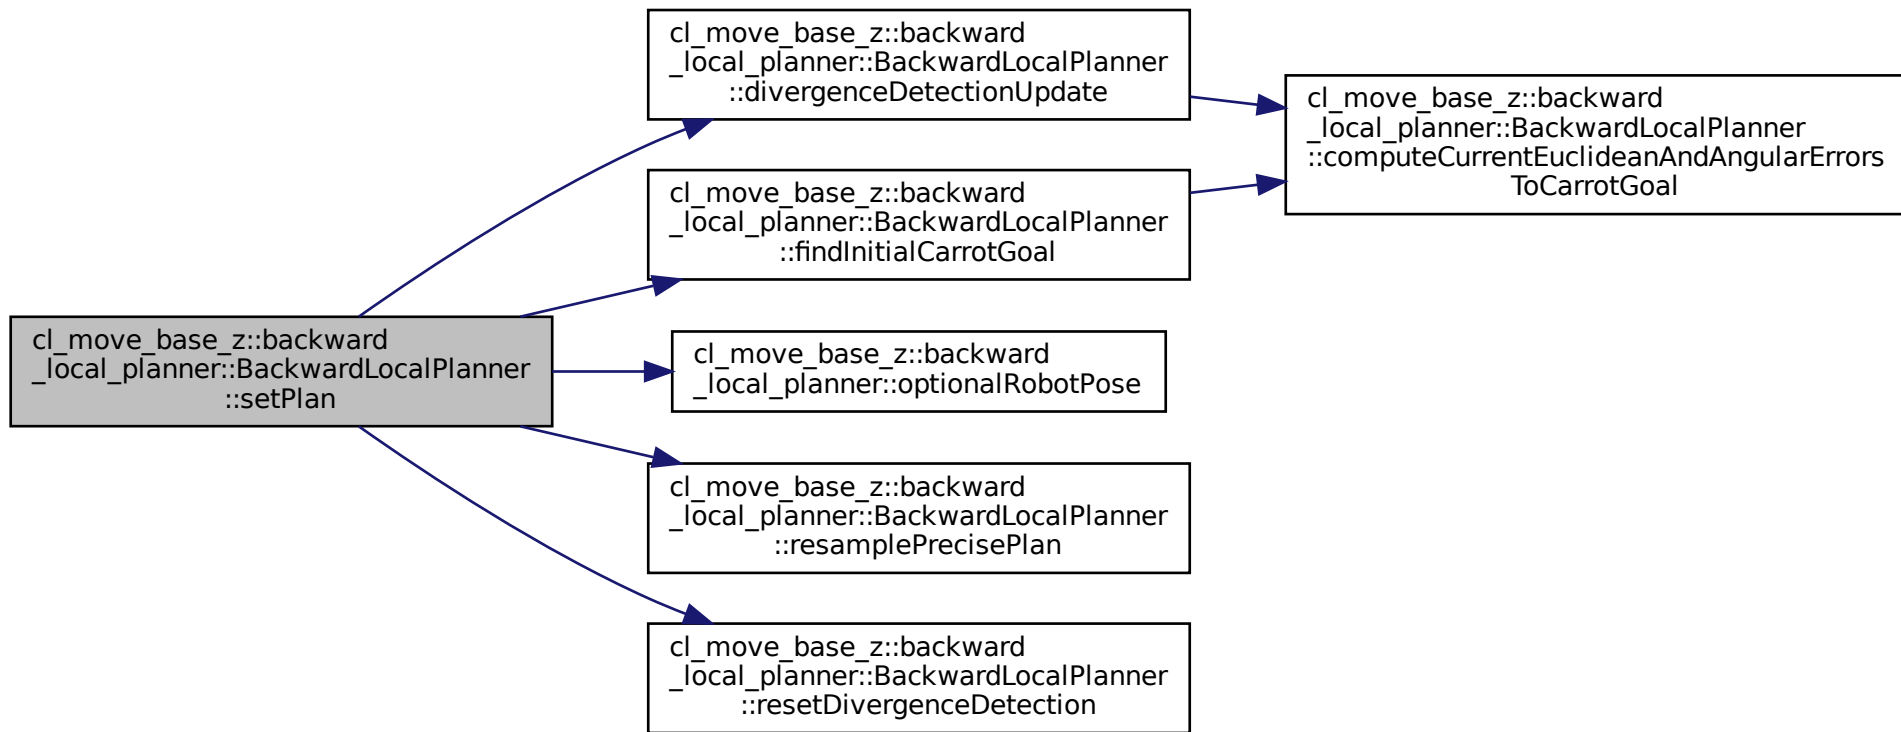 cl_move_base_z::backward
_local_planner::BackwardLocalPlanner
::setPlan
cl_move_base_z::backward
_local_planner::BackwardLocalPlanner
::divergenceDetectionUpdate
cl_move_base_z::backward
_local_planner::BackwardLocalPlanner
::computeCurrentEuclideanAndAngularErrors
ToCarrotGoal
cl_move_base_z::backward
_local_planner::BackwardLocalPlanner
::findInitialCarrotGoal
cl_move_base_z::backward
_local_planner::optionalRobotPose
cl_move_base_z::backward
_local_planner::BackwardLocalPlanner
::resamplePrecisePlan
cl_move_base_z::backward
_local_planner::BackwardLocalPlanner
::resetDivergenceDetection